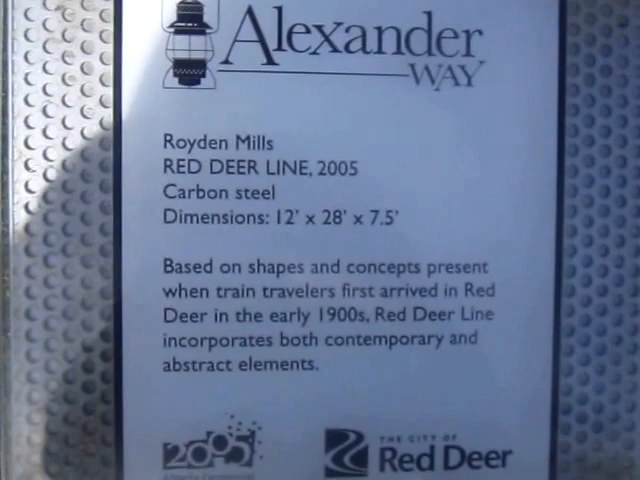 Alexander
WAY
Royden Mills
RED DEER LINE, 2005
Carbon steel
Dimensions: 12' x 28' x 7.5'
Based on shapes and concepts present
when train travelers first arrived in Red
Deer in the early 1900s, Red Deer Line
incorporates both contemporary and
abstract elements.
2005
THE CITY OF
Red Deer